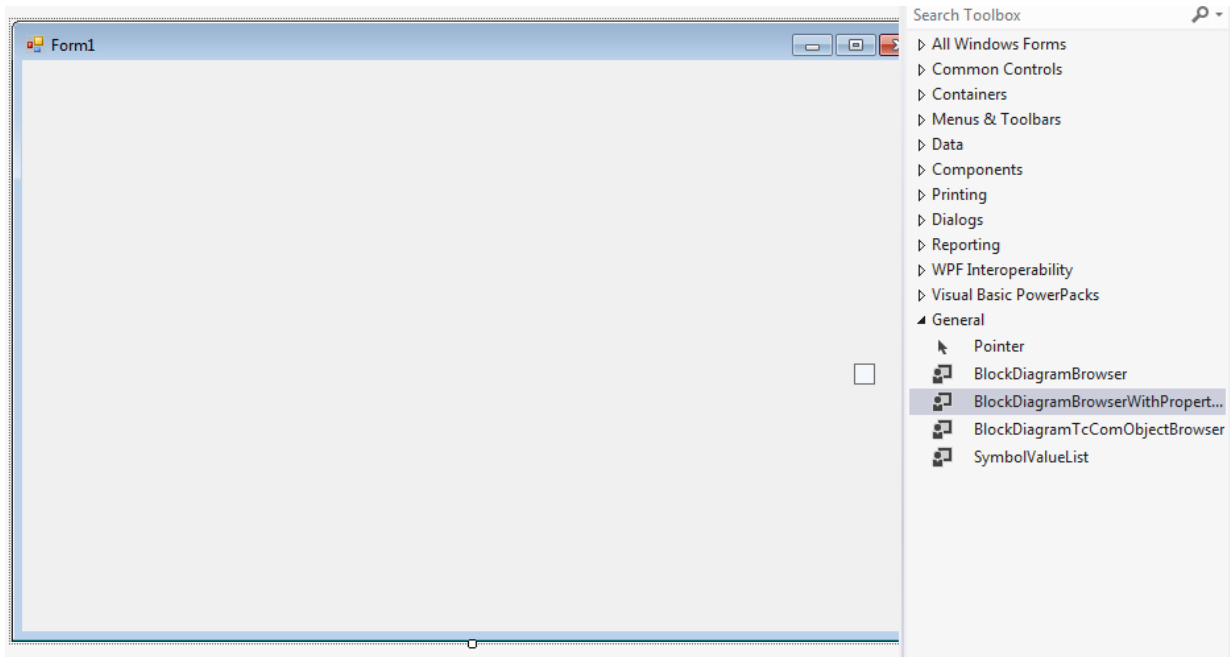 Form1
Search Toolbox
All Windows Forms
Common Controls
Containers
Menus & Toolbars
Data
Components
Printing
Dialogs
Reporting
WPF Interoperability
Visual Basic PowerPacks
General
Pointer
BlockDiagramBrowser
BlockDiagramBrowserWithPropert...
BlockDiagramTcComObjectBrowser
SymbolValueList